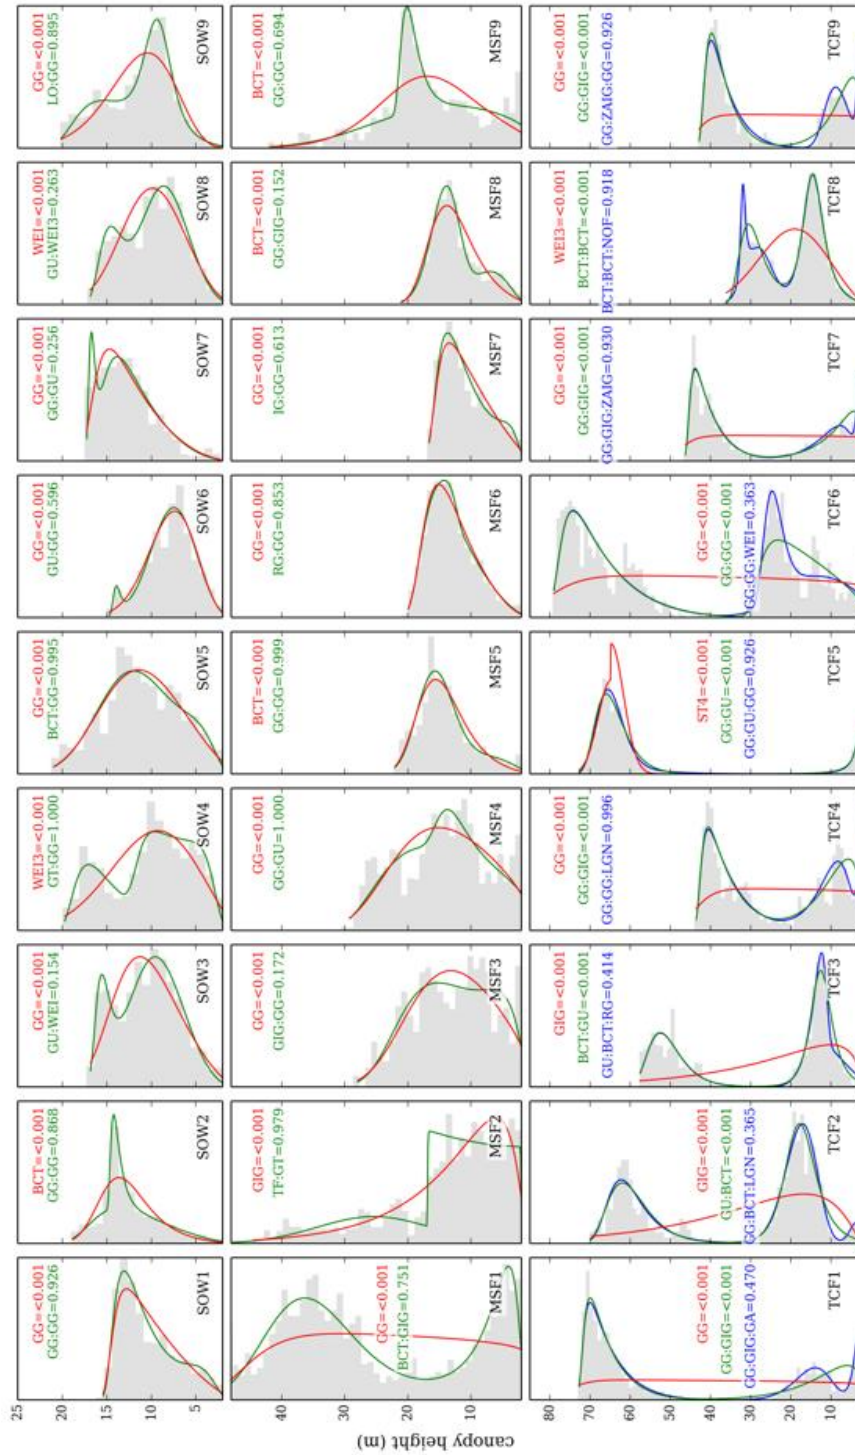 25
20
15
10
5
GG=<0.001
GG:GG=0.926
SOW1
BCT=<0.001
GG:GG=0.868
SOW2
GG=<0.001
GU:WEI=0.154
SOW3
WEI3=<0.001
GT:GG=1.000
SOW4
GG=<0.001
BCT:GG=0.995
SOW5
GG=<0.001
GU:GG=0.596
SOW6
GG=<0.001
GG:GU=0.256
SOW7
WEI=<0.001
GU:WEI3=0.263
SOW8
GG=<0.001
LO:GG=0.895
SOW9
canopy height (m)
40
30
20
10
GG=<0.001
BCT:GIG=0.751
MSF1
GIG=<0.001
TF:GT=0.979
MSF2
GG=<0.001
GIG:GG=0.172
MSF3
GG=<0.001
GG:GU=1.000
MSF4
BCT=<0.001
GG:GG=0.999
MSF5
GG=<0.001
RG:GG=0.853
MSF6
GG=<0.001
IG:GG=0.613
MSF7
BCT=<0.001
GG:GIG=0.152
MSF8
BCT=<0.001
GG:GG=0.694
MSF9
80
70
60
50
40
30
20
10
GG=<0.001
GG:GIG=<0.001
GG:GIG:GA=0.470
TCF1
GIG=<0.001
GU:BCT=<0.001
GG:BCT:LGN=0.365
TCF2
GIG=<0.001
BCT:GU=<0.001
GU:BCT:RG=0.414
TCF3
GG=<0.001
GG:GIG=<0.001
GG:GG:LGN=0.996
TCF4
ST4=<0.001
GG:GU=<0.001
GG:GU:GG=0.926
TCF5
GG=<0.001
GG:GG=<0.001
GG:GG:WEI=0.363
TCF6
GG=<0.001
GG:GIG=<0.001
GG:GIG:ZAIG=0.930
TCF7
WEI3=<0.001
BCT:BCT=<0.001
BCT:BCT:NOF=0.918
TCF8
GG=<0.001
GG:GIG=<0.001
GG:ZAIG:GG=0.926
TCF9